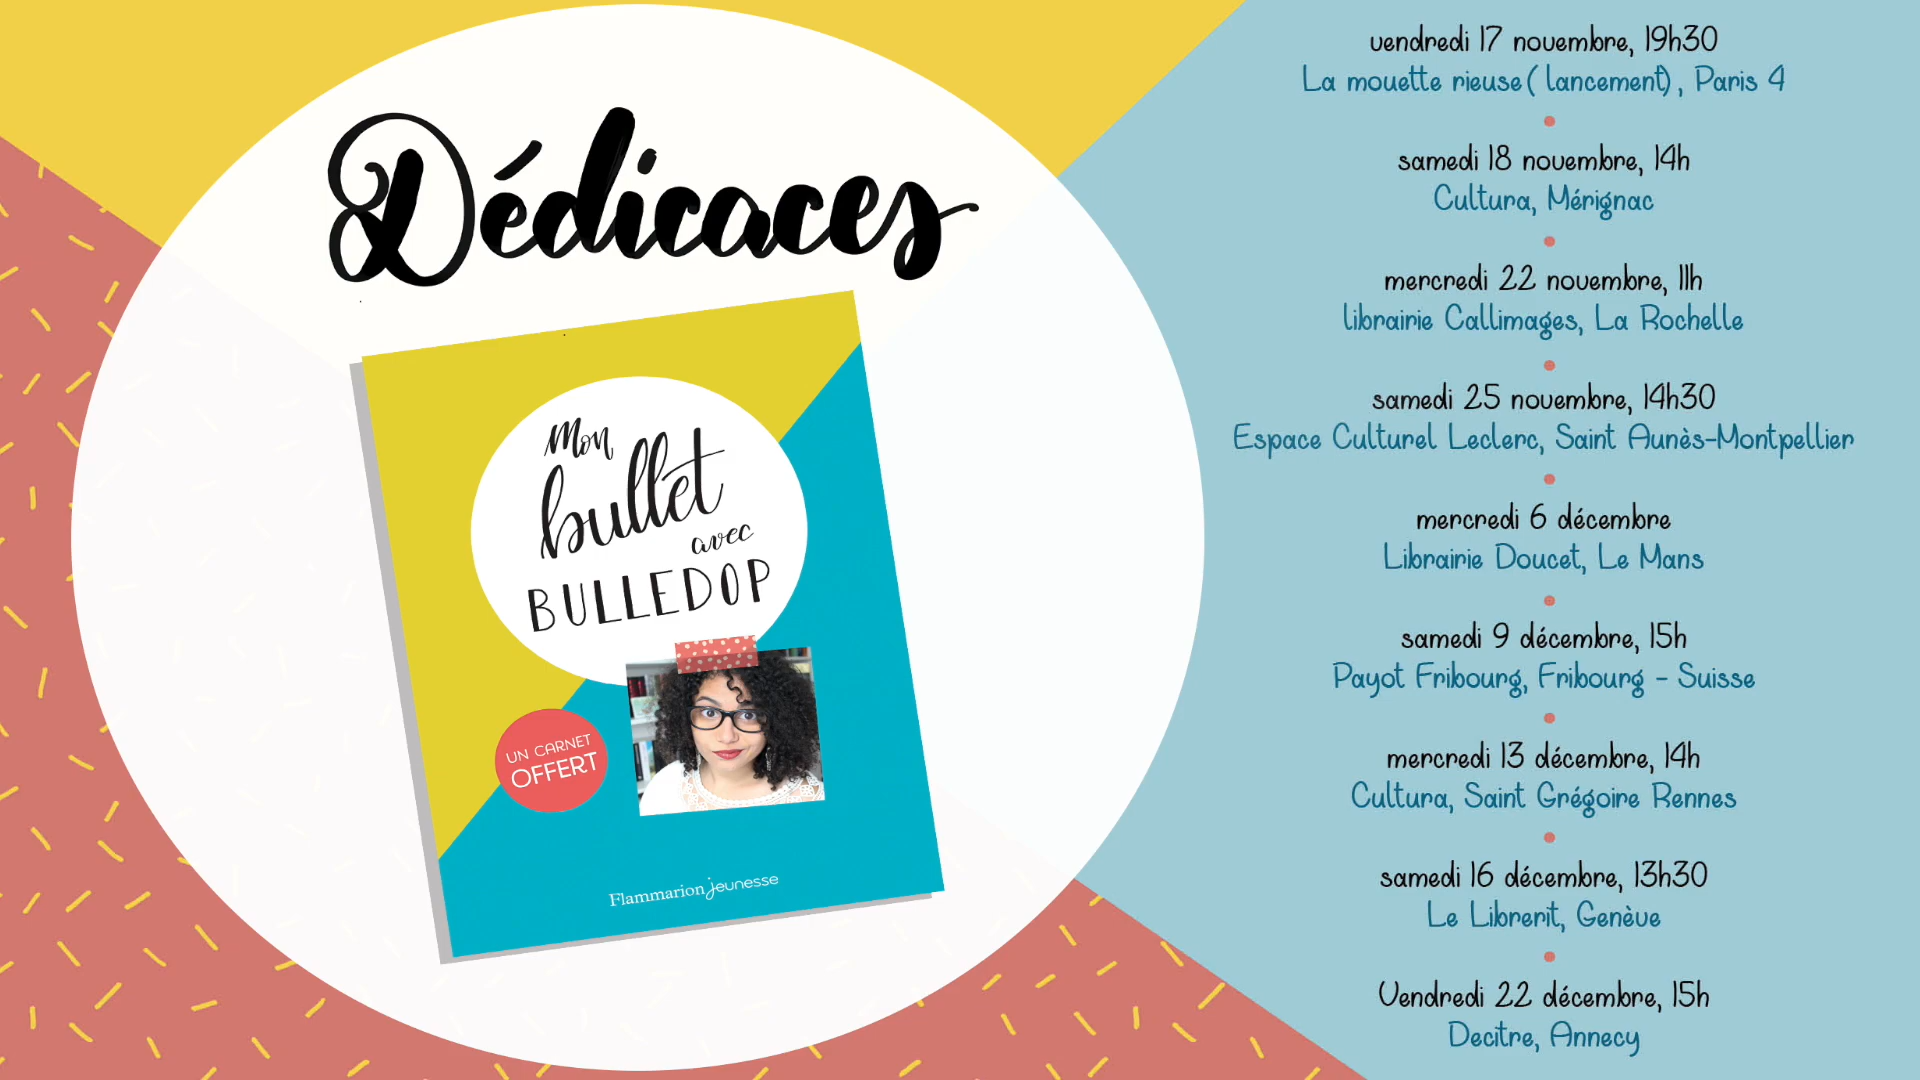 Dédicaces
Mon
bullet
avec
BULLEDOP
UN CARNET
OFFERT
Flammarion jeunesse
vendredi 17 novembre, 19h30
La mouette rieuse( lancement) , Paris 4
samedi 18 novembre, 14h
Cultura, Mérignac
mercredi 22 novembre, 11h
librairie Callimages, La Rochelle
samedi 25 novembre, 14h30
Espace Culturel Leclerc, Saint Aunès-Montpellier
mercredi 6 décembre
Librairie Doucet, Le Mans
samedi 9 décembre, 15h
Payot Fribourg, Fribourg - Suisse
mercredi 13 décembre, 14h
Cultura, Saint Grégoire Rennes
samedi 16 décembre, 13h30
Le Librerit, Genève
Vendredi 22 décembre, 15h
Decitre, Annecy